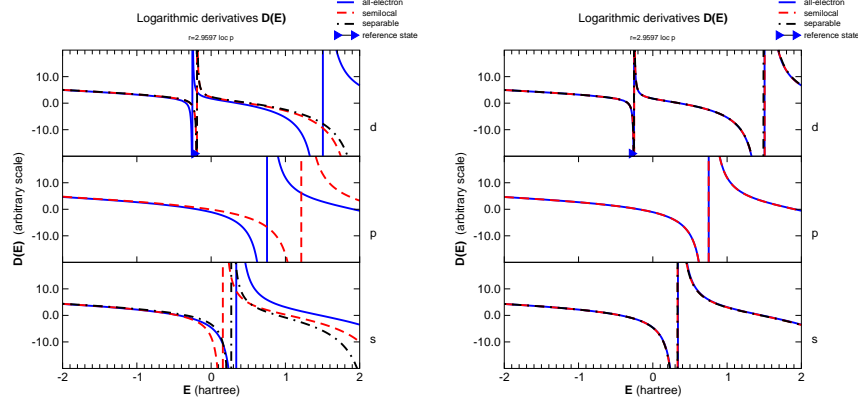 Logarithmic derivatives D(E)
all-electron
semilocal
separable
reference state
r=2.9597 loc p
10.0
0.0
-10.0
d
10.0
0.0
-10.0
p
10.0
0.0
-10.0
s
D(E) (arbitrary scale)
-2
-1
0
1
2
E (hartree)
Logarithmic derivatives D(E)
all-electron
semilocal
separable
reference state
r=2.9597 loc p
10.0
0.0
-10.0
d
10.0
0.0
-10.0
p
10.0
0.0
-10.0
s
D(E) (arbitrary scale)
-2
-1
0
1
2
E (hartree)